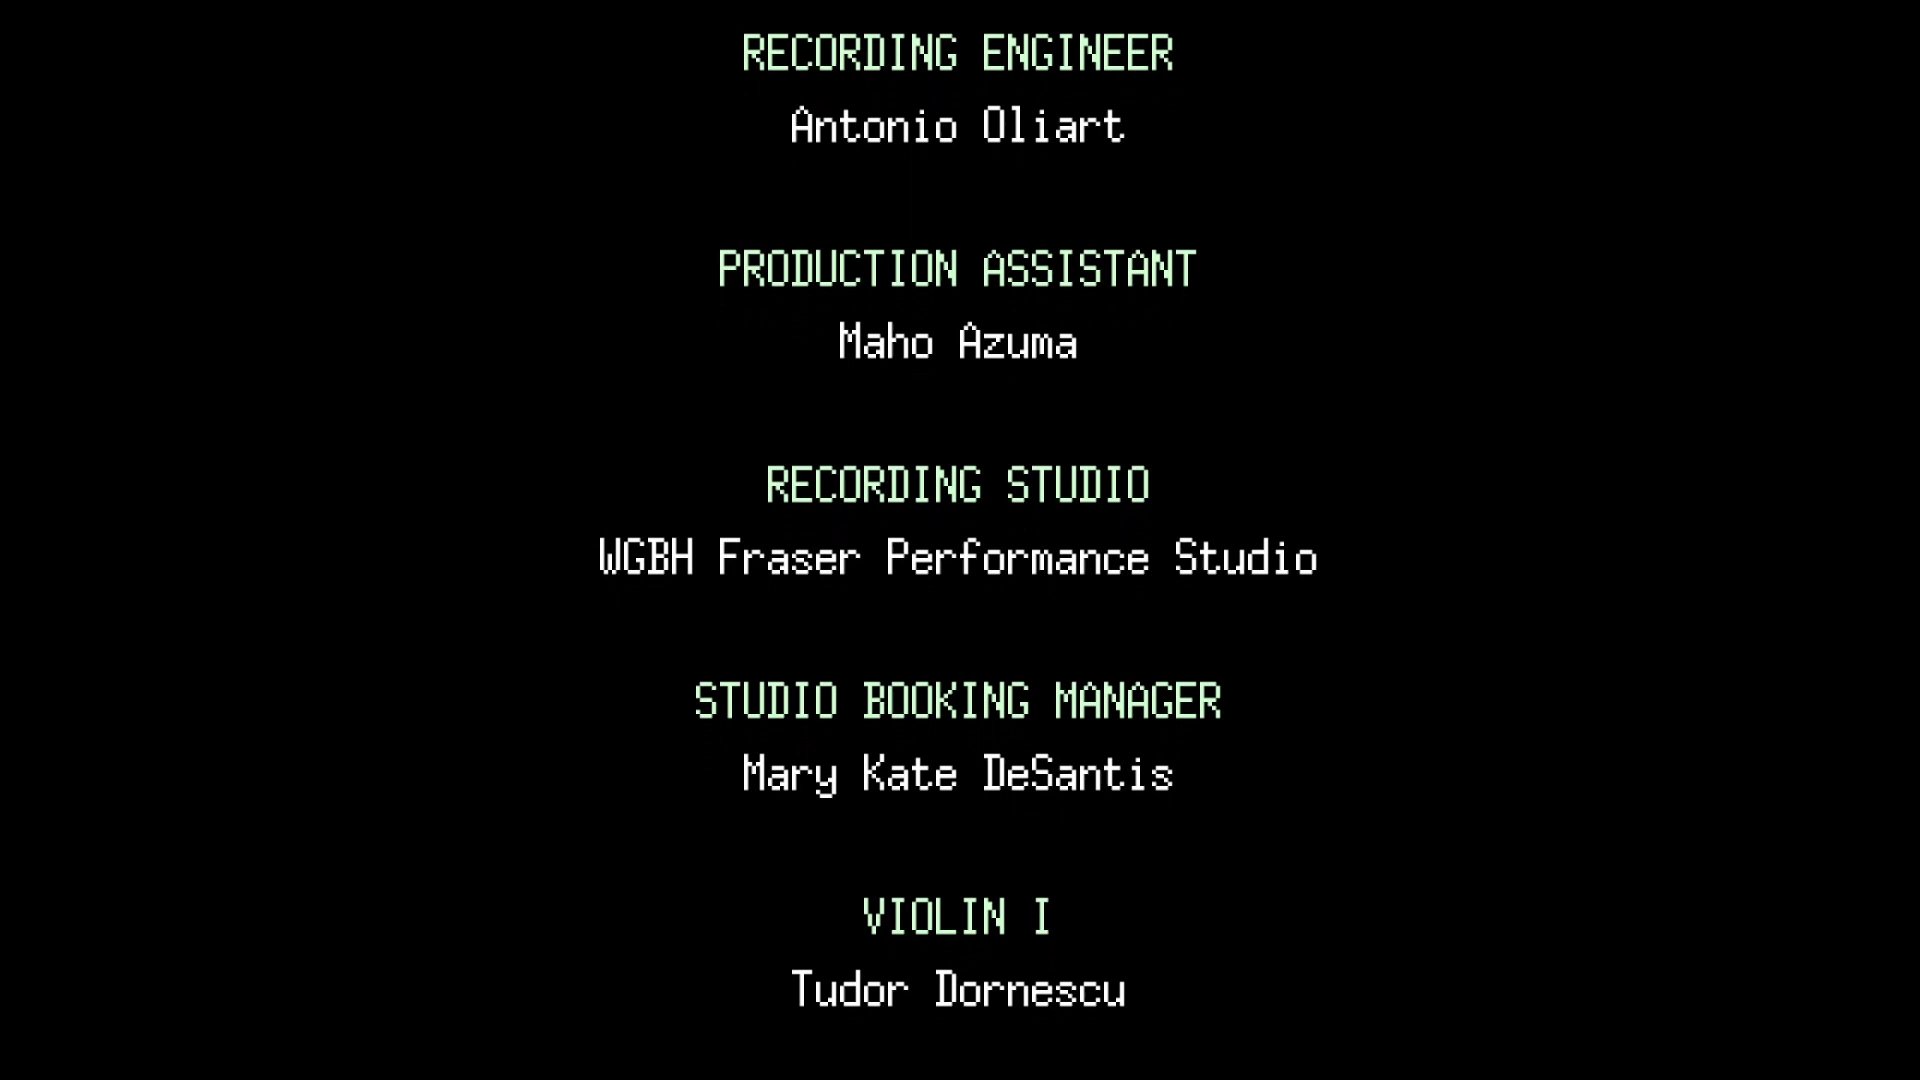 RECORDING ENGINEER
Antonio Oliart
PRODUCTION ASSISTANT
Maho Azuma
RECORDING STUDIO
WGBH Fraser Performance Studio
STUDIO BOOKING MANAGER
Mary Kate DeSantis
VIOLIN I
Tudor Dornescu